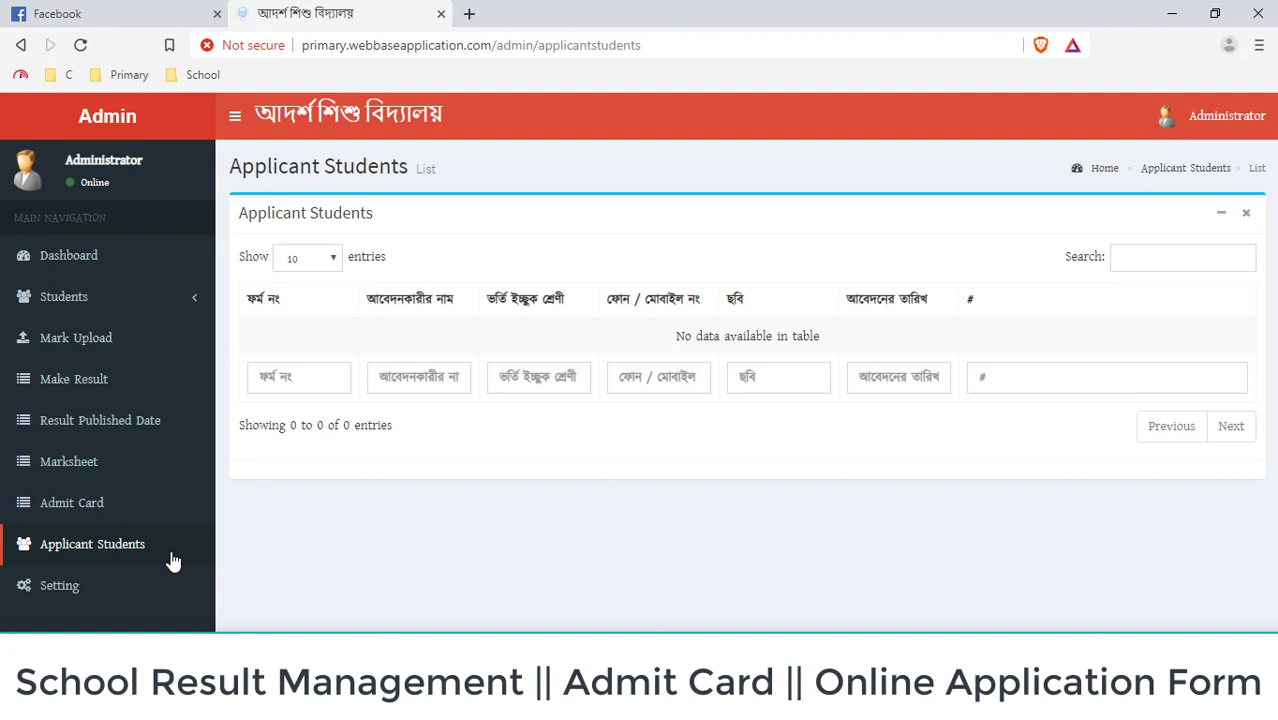 Facebook
আদর্শ শিশু বিদ্যালয়
Not secure
primary.webbaseapplication.com/admin/applicantstudents
C
Primary
School
Admin
আদর্শ শিশু বিদ্যালয়
Administrator
Administrator
Online
MAIN NAVIGATION
Dashboard
Students
Mark Upload
Make Result
Result Published Date
Marksheet
Admit Card
Applicant Students
Setting
Applicant Students List
Home > Applicant Students > List
Applicant Students
Show 10 entries
Search:
ফর্ম নং আবেদনকারীর নাম ভর্তি ইচ্ছুক শ্রেণী ফোন / মোবাইল নং ছবি আবেদনের তারিখ #
No data available in table
ফর্ম নং আবেদনকারীর না ভর্তি ইচ্ছুক শ্রেণী ফোন / মোবাইল ছবি আবেদনের তারিখ #
Showing 0 to 0 of 0 entries
Previous Next
School Result Management || Admit Card || Online Application Form